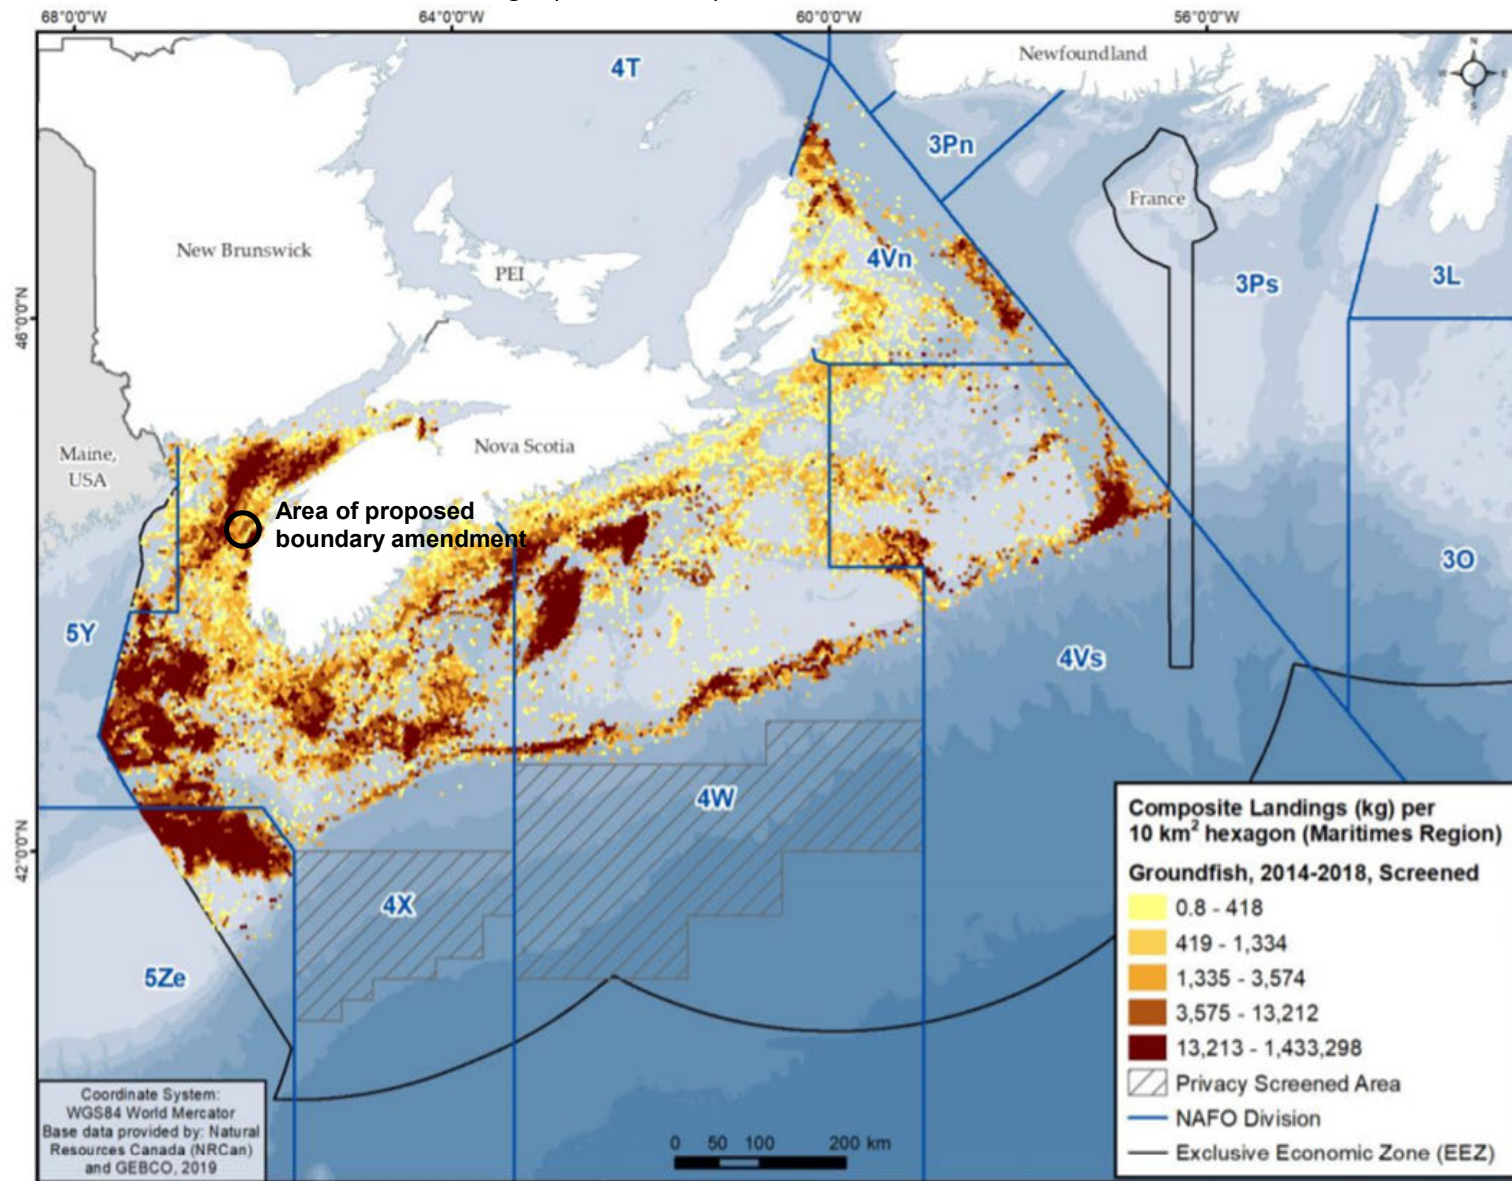 68°0'0"W
64°0'0"W
60°0'0"W
56°0'0"W
4T
Newfoundland
N
W
E
S
3Pn
France
New Brunswick
PEI
4Vn
3Ps
3L
46°0'0"N
Maine,
USA
Nova Scotia
Area of proposed
boundary amendment
3O
5Y
4Vs
4W
42°0'0"N
4X
5Ze
Composite Landings (kg) per
10 km² hexagon (Maritimes Region)
Groundfish, 2014-2018, Screened
0.8 - 418
419 - 1,334
1,335 - 3,574
3,575 - 13,212
13,213 - 1,433,298
Privacy Screened Area
NAFO Division
Exclusive Economic Zone (EEZ)
Coordinate System:
WGS84 World Mercator
Base data provided by: Natural
Resources Canada (NRCan)
and GEBCO, 2019
0 50 100 200 km